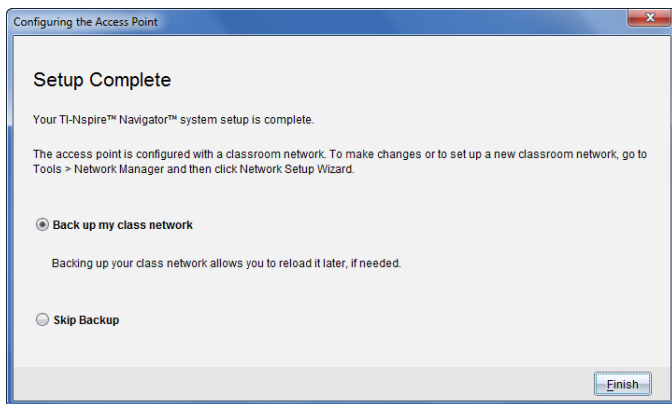 Configuring the Access Point
Setup Complete
Your TI-Nspire™ Navigator™ system setup is complete.
The access point is configured with a classroom network. To make changes or to set up a new classroom network, go to
Tools > Network Manager and then click Network Setup Wizard.
Back up my class network
Backing up your class network allows you to reload it later, if needed.
Skip Backup
Finish